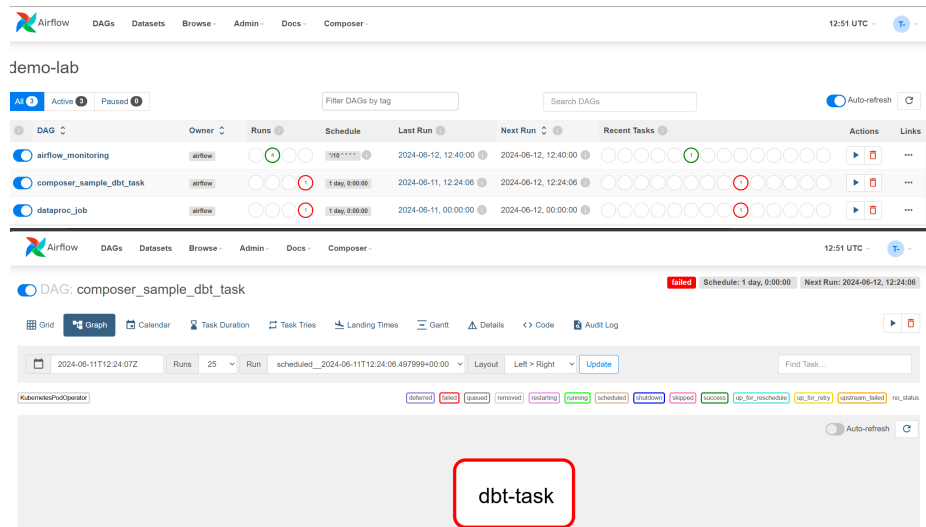 Airflow DAGs Datasets Browse Admin Docs Composer 12:51 UTC T-
demo-lab
All 3 Active 3 Paused 0 Filter DAGs by tag Search DAGs Auto-refresh
DAG Owner Runs Schedule Last Run Next Run Recent Tasks Actions Links
airflow_monitoring airflow 4 */10 * * * * 2024-06-12, 12:40:00 2024-06-12, 12:40:00 1
composer_sample_dbt_task airflow 1 1 day, 0:00:00 2024-06-11, 12:24:06 2024-06-12, 12:24:06 1
dataproc_job airflow 1 1 day, 0:00:00 2024-06-11, 00:00:00 2024-06-12, 00:00:00 1
Airflow DAGs Datasets Browse Admin Docs Composer 12:51 UTC T-
DAG: composer_sample_dbt_task failed Schedule: 1 day, 0:00:00 Next Run: 2024-06-12, 12:24:06
Grid Graph Calendar Task Duration Task Tries Landing Times Gantt Details <> Code Audit Log
2024-06-11T12:24:07Z Runs 25 Run scheduled__2024-06-11T12:24:06.497999+00:00 Layout Left > Right Update Find Task...
KubernetesPodOperator deferred failed queued removed restarting running scheduled shutdown skipped success up_for_reschedule up_for_retry upstream_failed no_status
Auto-refresh
dbt-task